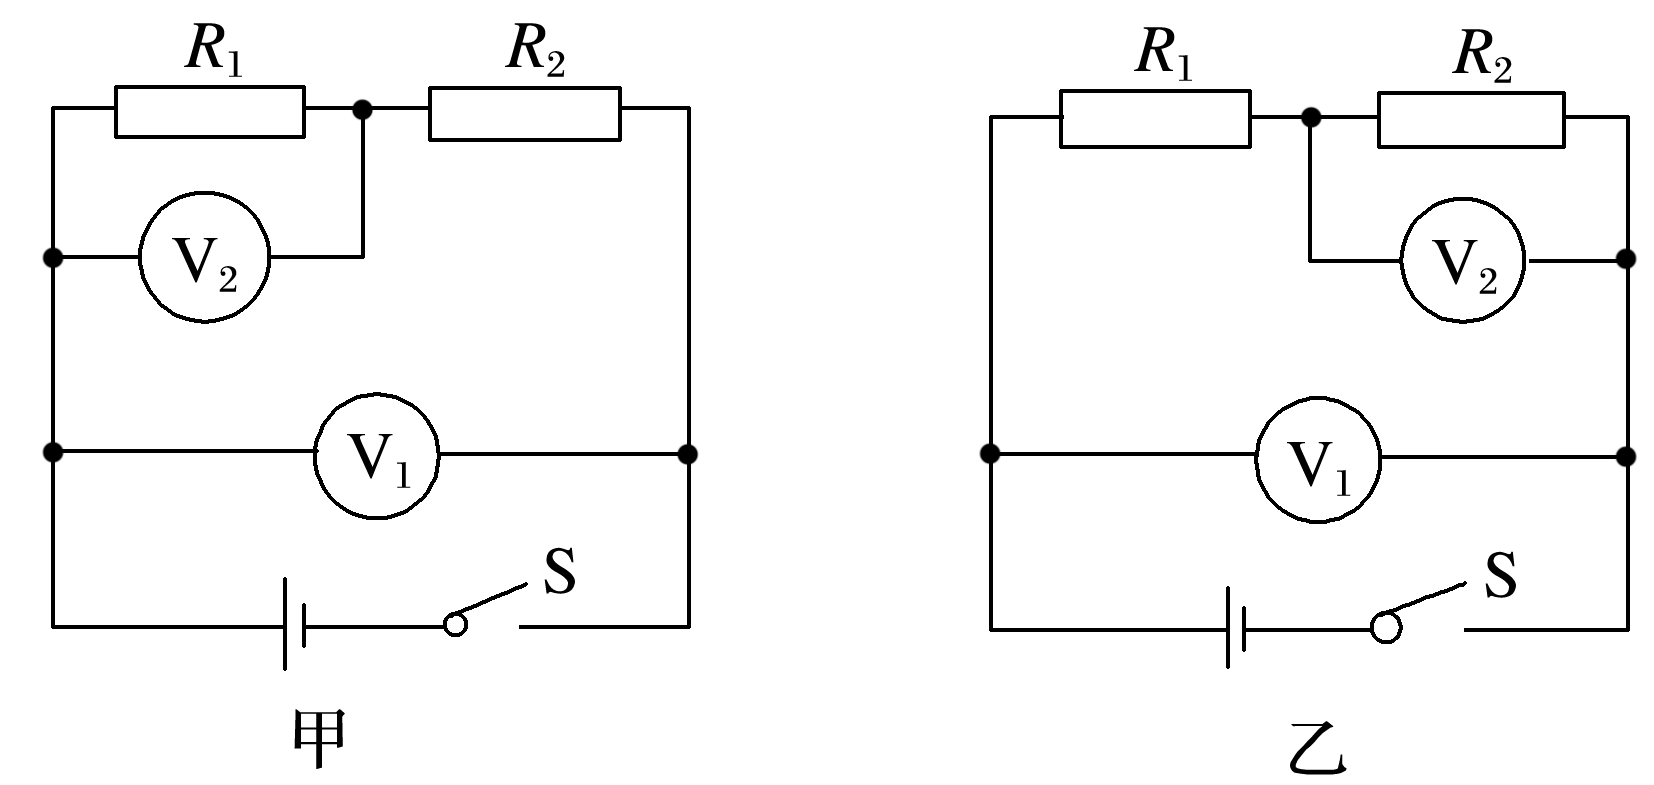 R₁ R₂
V₂
V₁
S
甲
R₁ R₂
V₂
V₁
S
乙